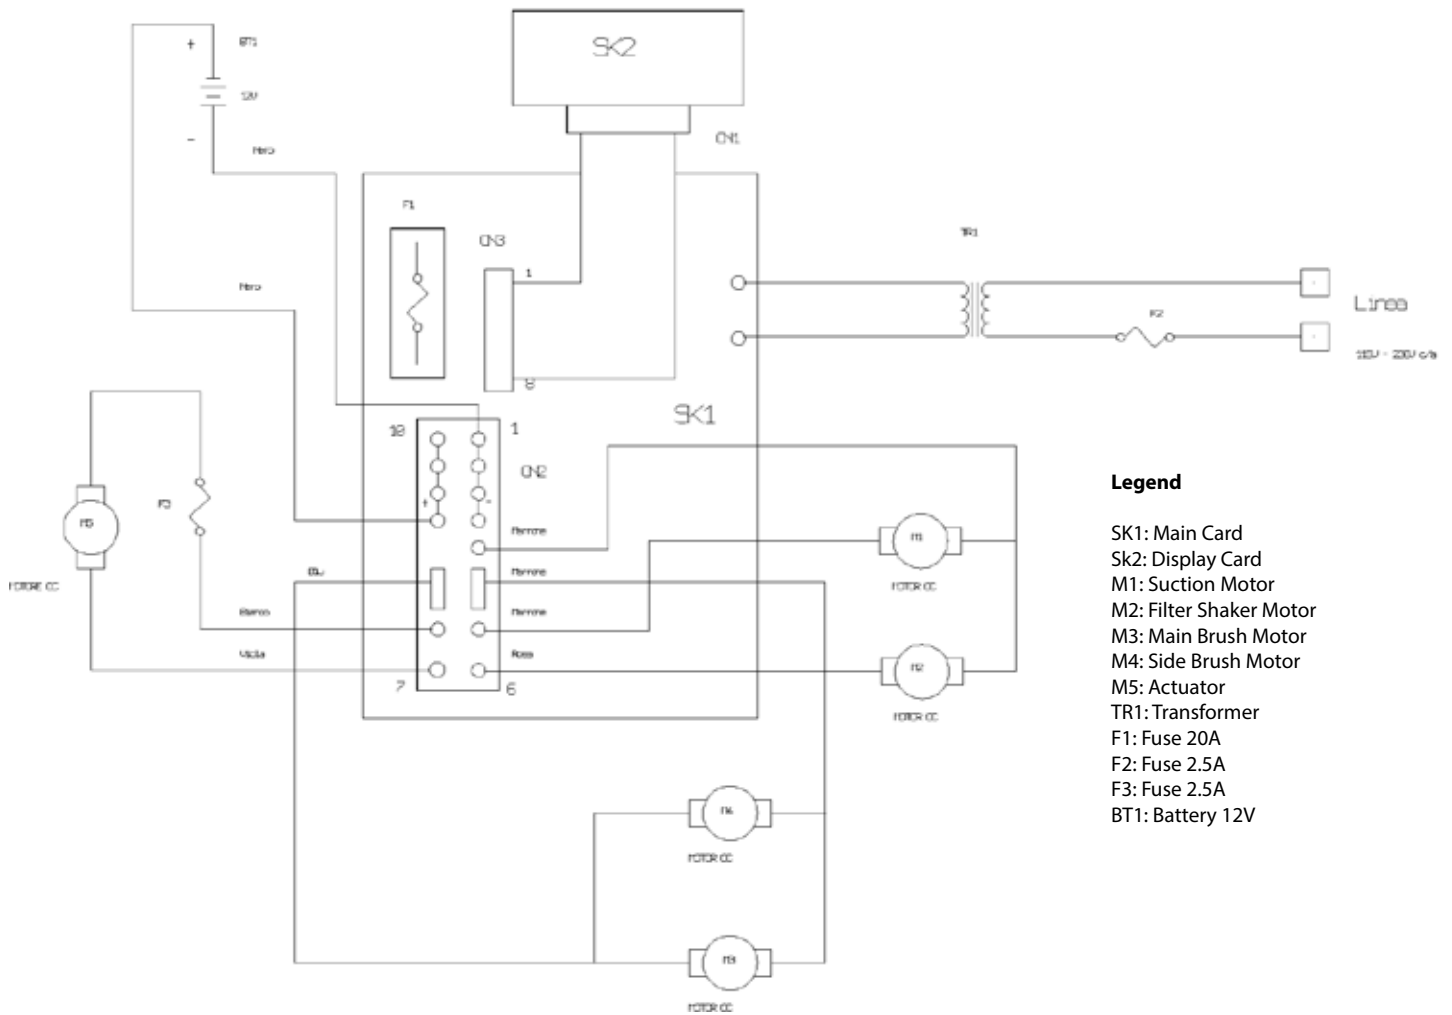 +
BT1
12V
-
Nero
SK2
CN1
F1
CN3
1
8
Nero
TR1
F2
Linea
110V - 230V c/a
SK1
10
1
CN2
+
-
M5
F3
MOTORE CC
Marrone
Blu
Marrone
Bianco
Marrone
Viola
Rosso
7
6
M1
MOTOR CC
M2
MOTOR CC
M4
MOTOR CC
M3
MOTOR CC
Legend
SK1: Main Card
Sk2: Display Card
M1: Suction Motor
M2: Filter Shaker Motor
M3: Main Brush Motor
M4: Side Brush Motor
M5: Actuator
TR1: Transformer
F1: Fuse 20A
F2: Fuse 2.5A
F3: Fuse 2.5A
BT1: Battery 12V